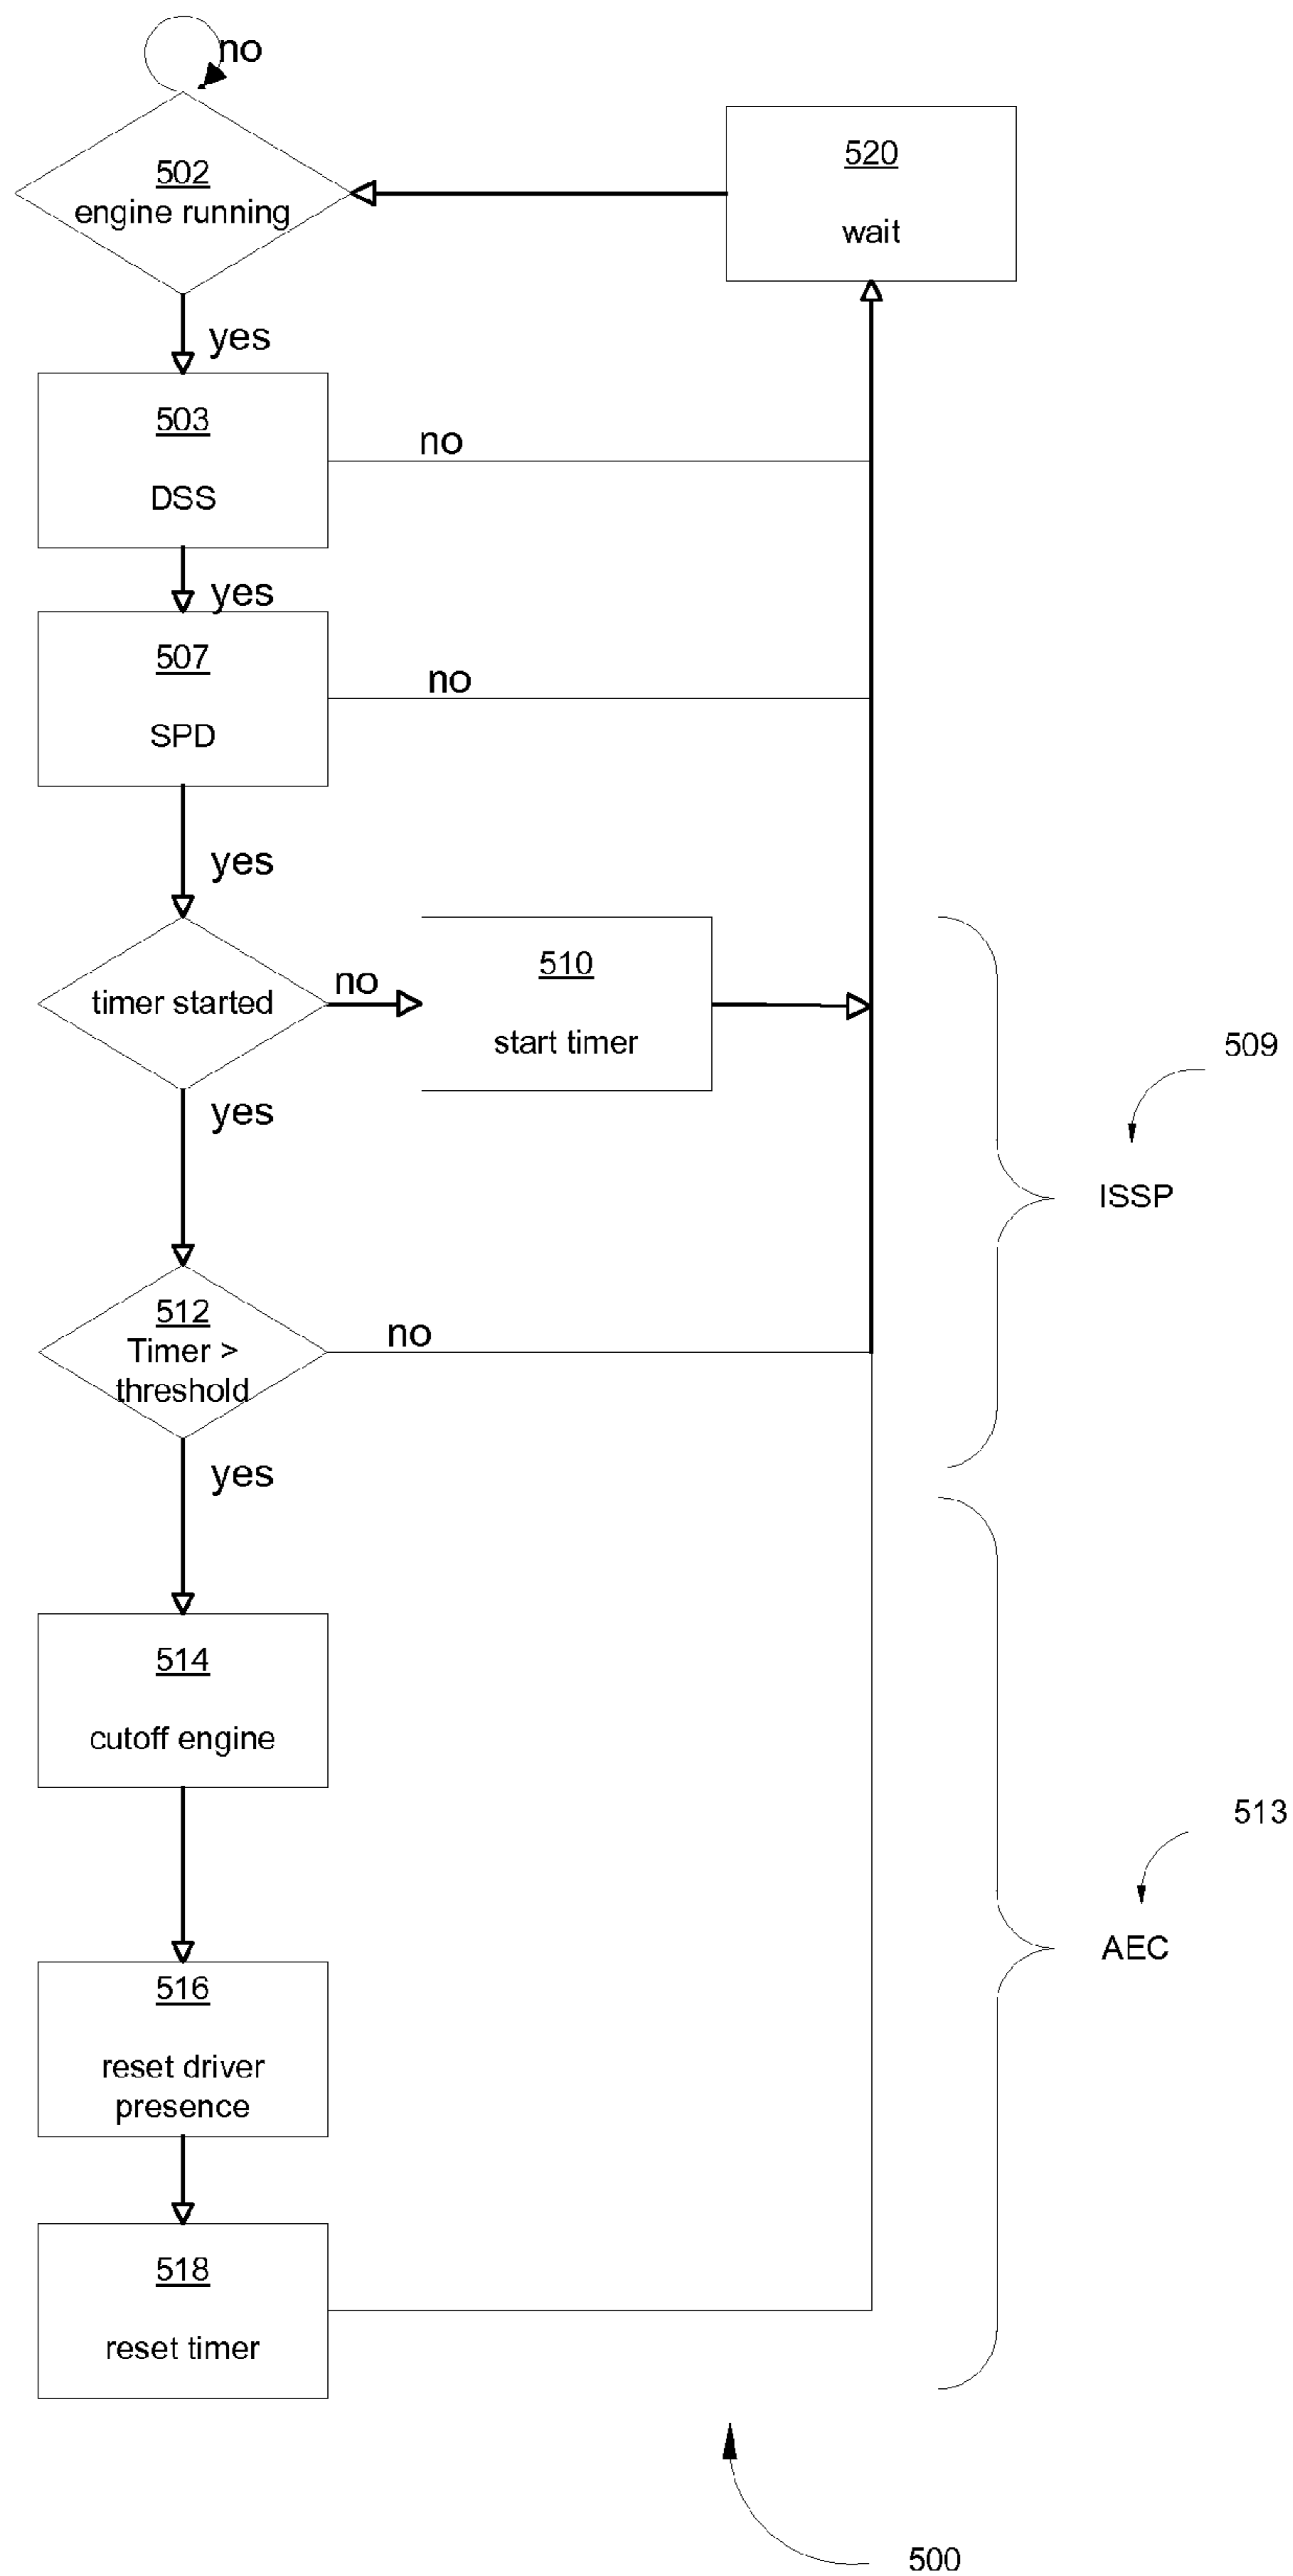 no
502
engine running
520
wait
yes
503
DSS
no
yes
507
SPD
no
yes
timer started
no
510
start timer
509
ISSP
yes
512
Timer >
threshold
no
yes
514
cutoff engine
513
AEC
516
reset driver
presence
518
reset timer
500